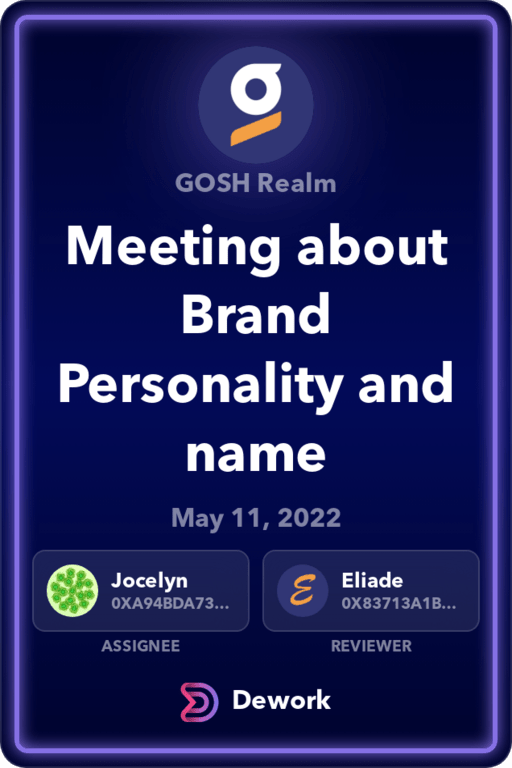 GOSH Realm
Meeting about
Brand
Personality and
name
May 11, 2022
Jocelyn
0XA94BDA73...
Eliade
0X83713A1B...
ASSIGNEE
REVIEWER
Dework